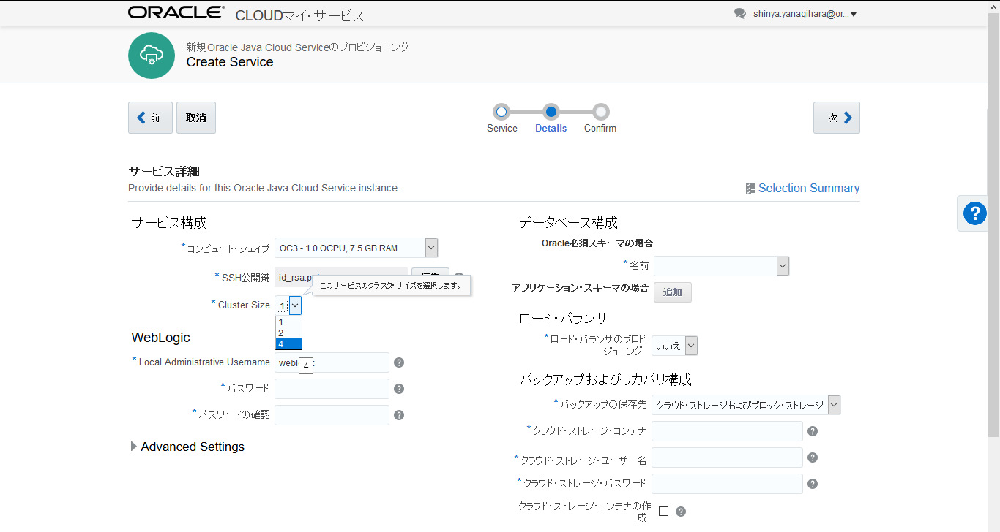 ORACLE® CLOUDマイ・サービス
shinya.yanagihara@or...
新規Oracle Java Cloud Serviceのプロビジョニング
Create Service
前
取消
Service
Details
Confirm
次
サービス詳細
Provide details for this Oracle Java Cloud Service instance.
Selection Summary
?
サービス構成
*コンピュート・シェイプ
OC3 - 1.0 OCPU, 7.5 GB RAM
*SSH公開鍵
このサービスのクラスタ・サイズを選択します。
*Cluster Size
1
1
2
4
4
WebLogic
*Local Administrative Username
?
*パスワード
?
*パスワードの確認
?
Advanced Settings
データベース構成
Oracle必須スキーマの場合
*名前
アプリケーション・スキーマの場合
追加
ロード・バランサ
*ロード・バランサのプロビ
ジョニング
いいえ
バックアップおよびリカバリ構成
*バックアップの保存先
クラウド・ストレージおよびブロック・ストレージ
*クラウド・ストレージ・コンテナ
?
*クラウド・ストレージ・ユーザー名
?
*クラウド・ストレージ・パスワード
?
クラウド・ストレージ・コンテナの作
成
?